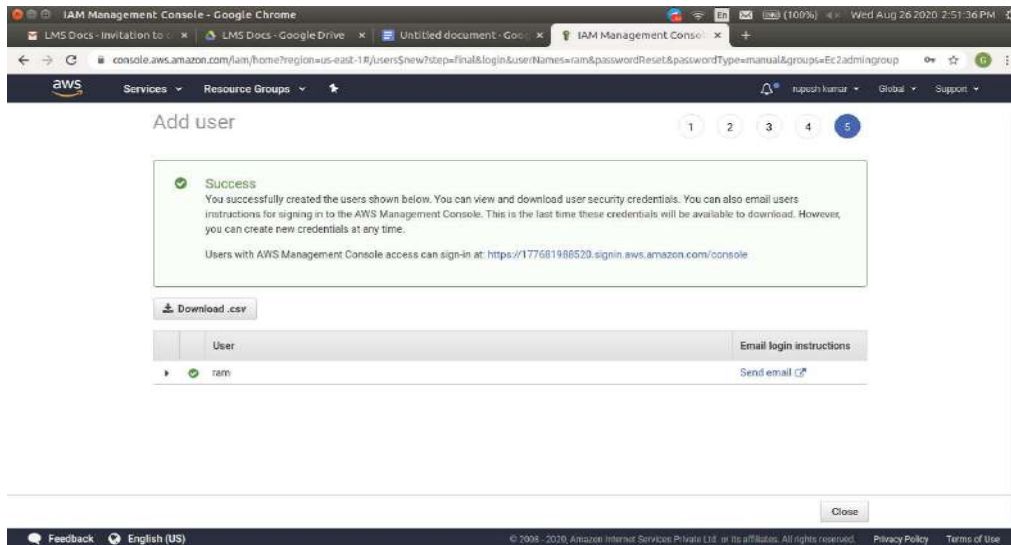 IAM Management Console - Google Chrome
En (100%) Wed Aug 26 2020 2:51:36 PM
LMS Docs - Invitation to × LMS Docs - Google Drive × Untitled document - Goo × IAM Management Consol × +
console.aws.amazon.com/iam/home?region=us-east-1#/users$new?step=final&login&userNames=ram&passwordReset&passwordType=manual&groups=Ec2admingroup G
aws Services Resource Groups rupesh kumar Global Support
Add user 1 2 3 4 5
Success
You successfully created the users shown below. You can view and download user security credentials. You can also email users
instructions for signing in to the AWS Management Console. This is the last time these credentials will be available to download. However,
you can create new credentials at any time.
Users with AWS Management Console access can sign-in at: https://177681988520.signin.aws.amazon.com/console
Download .csv
User Email login instructions
ram Send email
Close
Feedback English (US) © 2008 - 2020, Amazon Internet Services Private Ltd. or its affiliates. All rights reserved. Privacy Policy Terms of Use